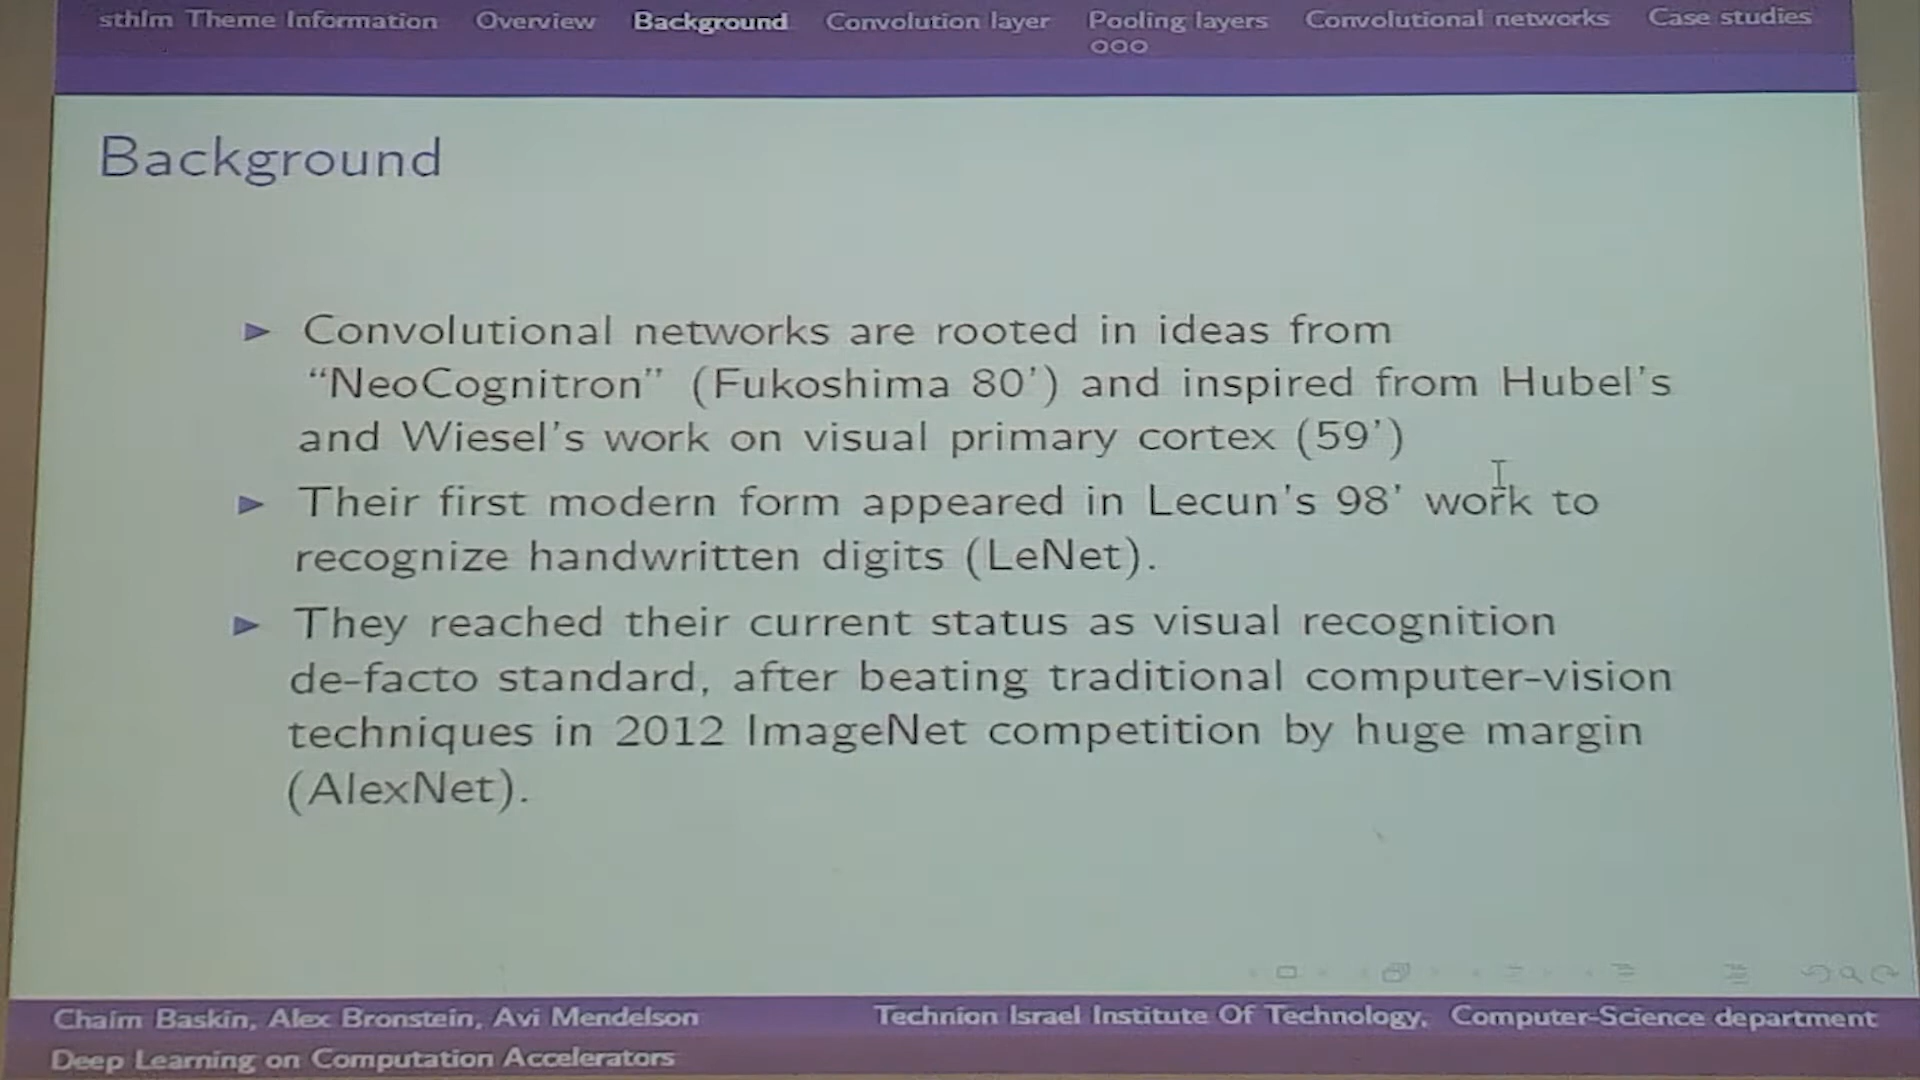 sthlm Theme Information Overview Background Convolution layer Pooling layers Convolutional networks Case studies
Background
Convolutional networks are rooted in ideas from
“NeoCognitron” (Fukoshima 80’) and inspired from Hubel’s
and Wiesel’s work on visual primary cortex (59’)
Their first modern form appeared in Lecun’s 98’ work to
recognize handwritten digits (LeNet).
They reached their current status as visual recognition
de-facto standard, after beating traditional computer-vision
techniques in 2012 ImageNet competition by huge margin
(AlexNet).
Chaim Baskin, Alex Bronstein, Avi Mendelson Technion Israel Institute Of Technology, Computer-Science department
Deep Learning on Computation Accelerators